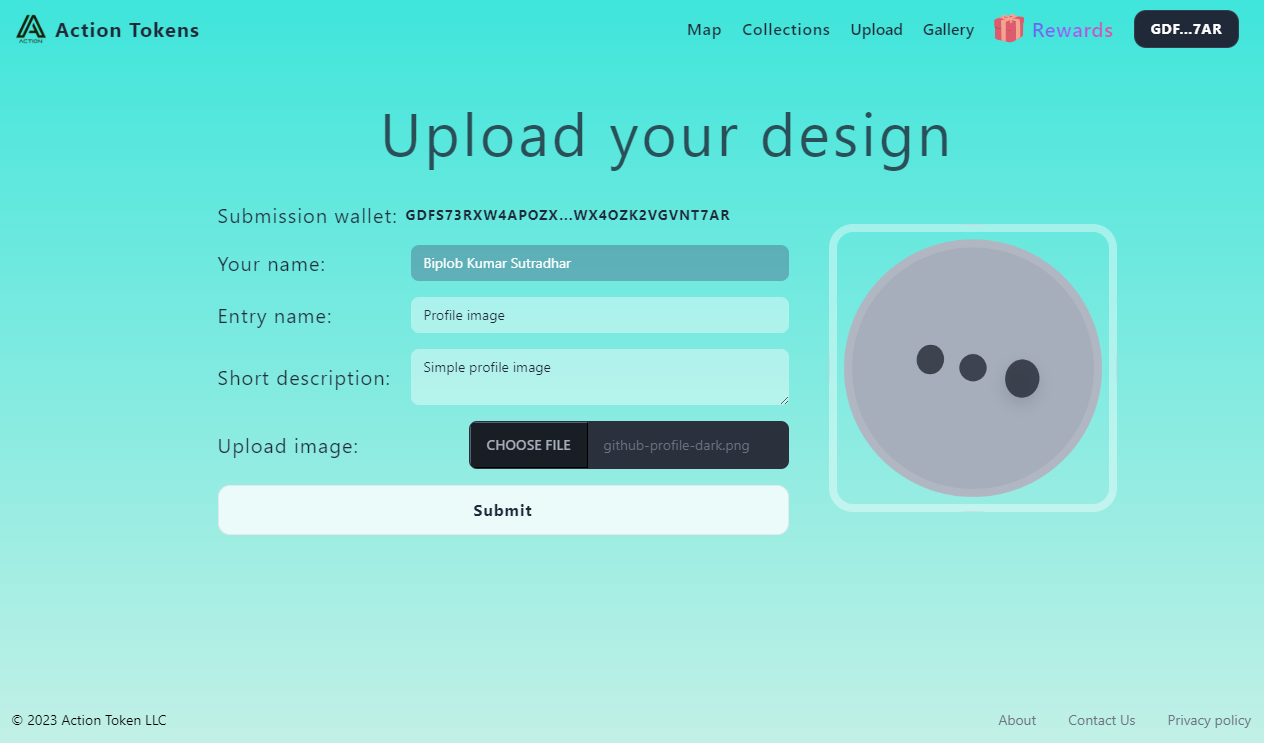 ACTION
Action Tokens
Map Collections Upload Gallery Rewards GDF...7AR
Upload your design
Submission wallet: GDFS73RXW4APOZX...WX4OZK2VGVNT7AR
Your name: Biplob Kumar Sutradhar
Entry name: Profile image
Short description: Simple profile image
Upload image: CHOOSE FILE github-profile-dark.png
Submit
© 2023 Action Token LLC About Contact Us Privacy policy